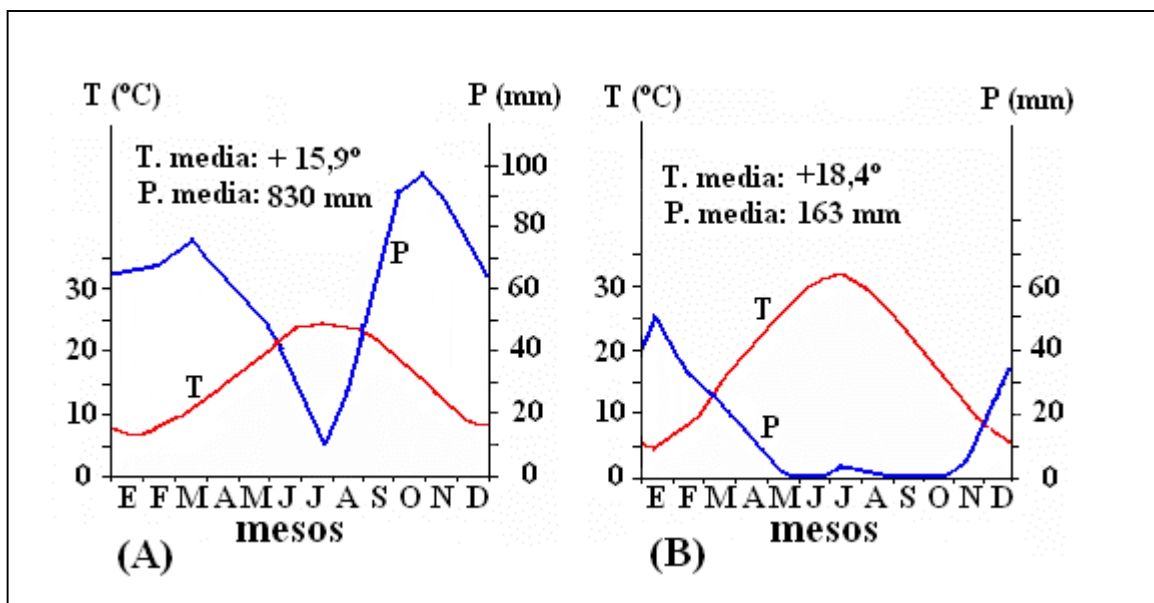 T (ºC)
P (mm)
T. media: + 15,9º
P. media: 830 mm
100
80
60
40
20
0
30
20
10
0
P
T
E F M A M J J A S O N D
mesos
(A)
T (ºC)
P (mm)
T. media: +18,4º
P. media: 163 mm
30
20
10
0
60
40
20
0
T
P
E F M A M J J A S O N D
mesos
(B)